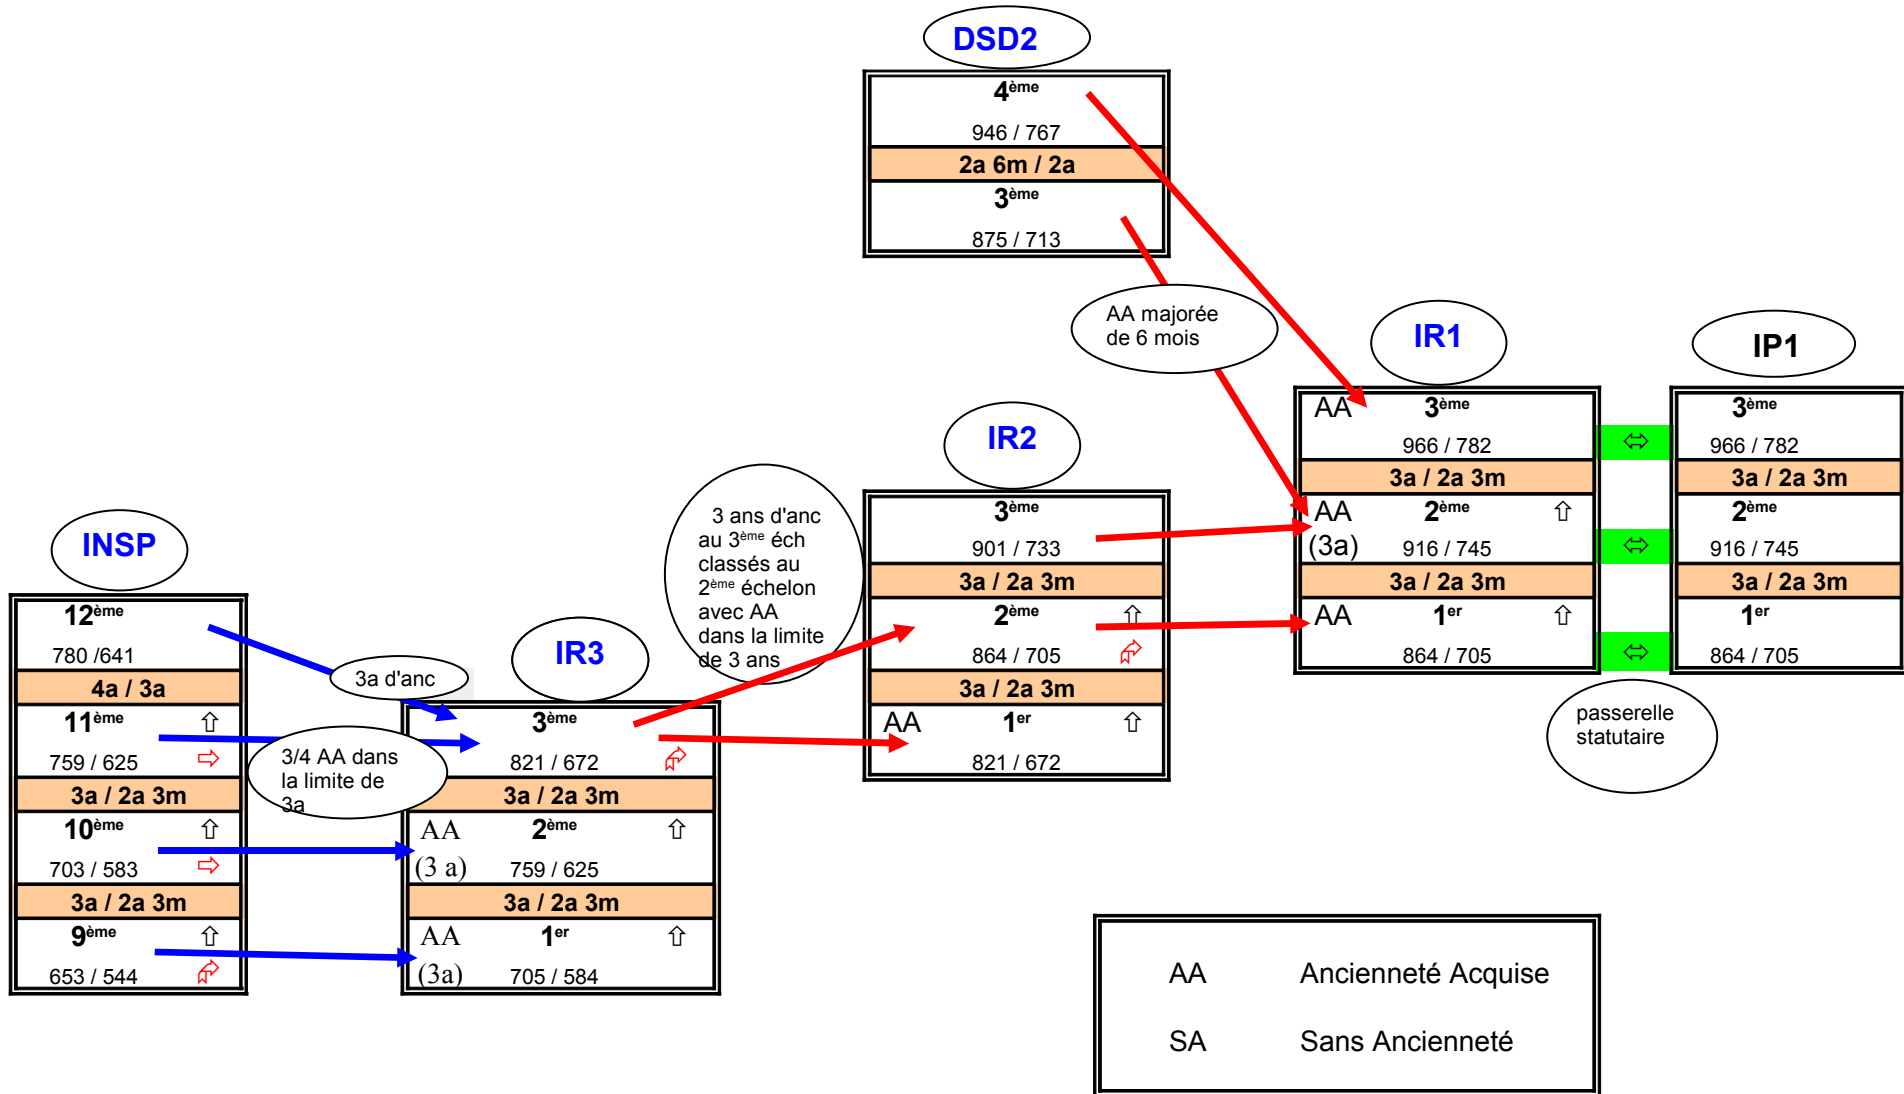 DSD2
4ème
946 / 767
2a 6m / 2a
3ème
875 / 713
AA majorée
de 6 mois
IR1
AA 3ème
966 / 782
3a / 2a 3m
AA 2ème ⇧
(3a) 916 / 745
3a / 2a 3m
AA 1er ⇧
864 / 705
⇔
⇔
⇔
IP1
3ème
966 / 782
3a / 2a 3m
2ème
916 / 745
3a / 2a 3m
1er
864 / 705
passerelle
statutaire
IR2
3ème
901 / 733
3a / 2a 3m
2ème ⇧
864 / 705
3a / 2a 3m
AA 1er ⇧
821 / 672
3 ans d'anc
au 3ème éch
classés au
2ème échelon
avec AA
dans la limite
de 3 ans
INSP
12ème
780 /641
4a / 3a
11ème ⇧
759 / 625 ⇨
3a / 2a 3m
10ème ⇧
703 / 583 ⇨
3a / 2a 3m
9ème ⇧
653 / 544
3a d'anc
3/4 AA dans
la limite de
3a
IR3
3ème
821 / 672
3a / 2a 3m
AA 2ème ⇧
(3 a) 759 / 625
3a / 2a 3m
AA 1er ⇧
(3a) 705 / 584
AA Ancienneté Acquise
SA Sans Ancienneté